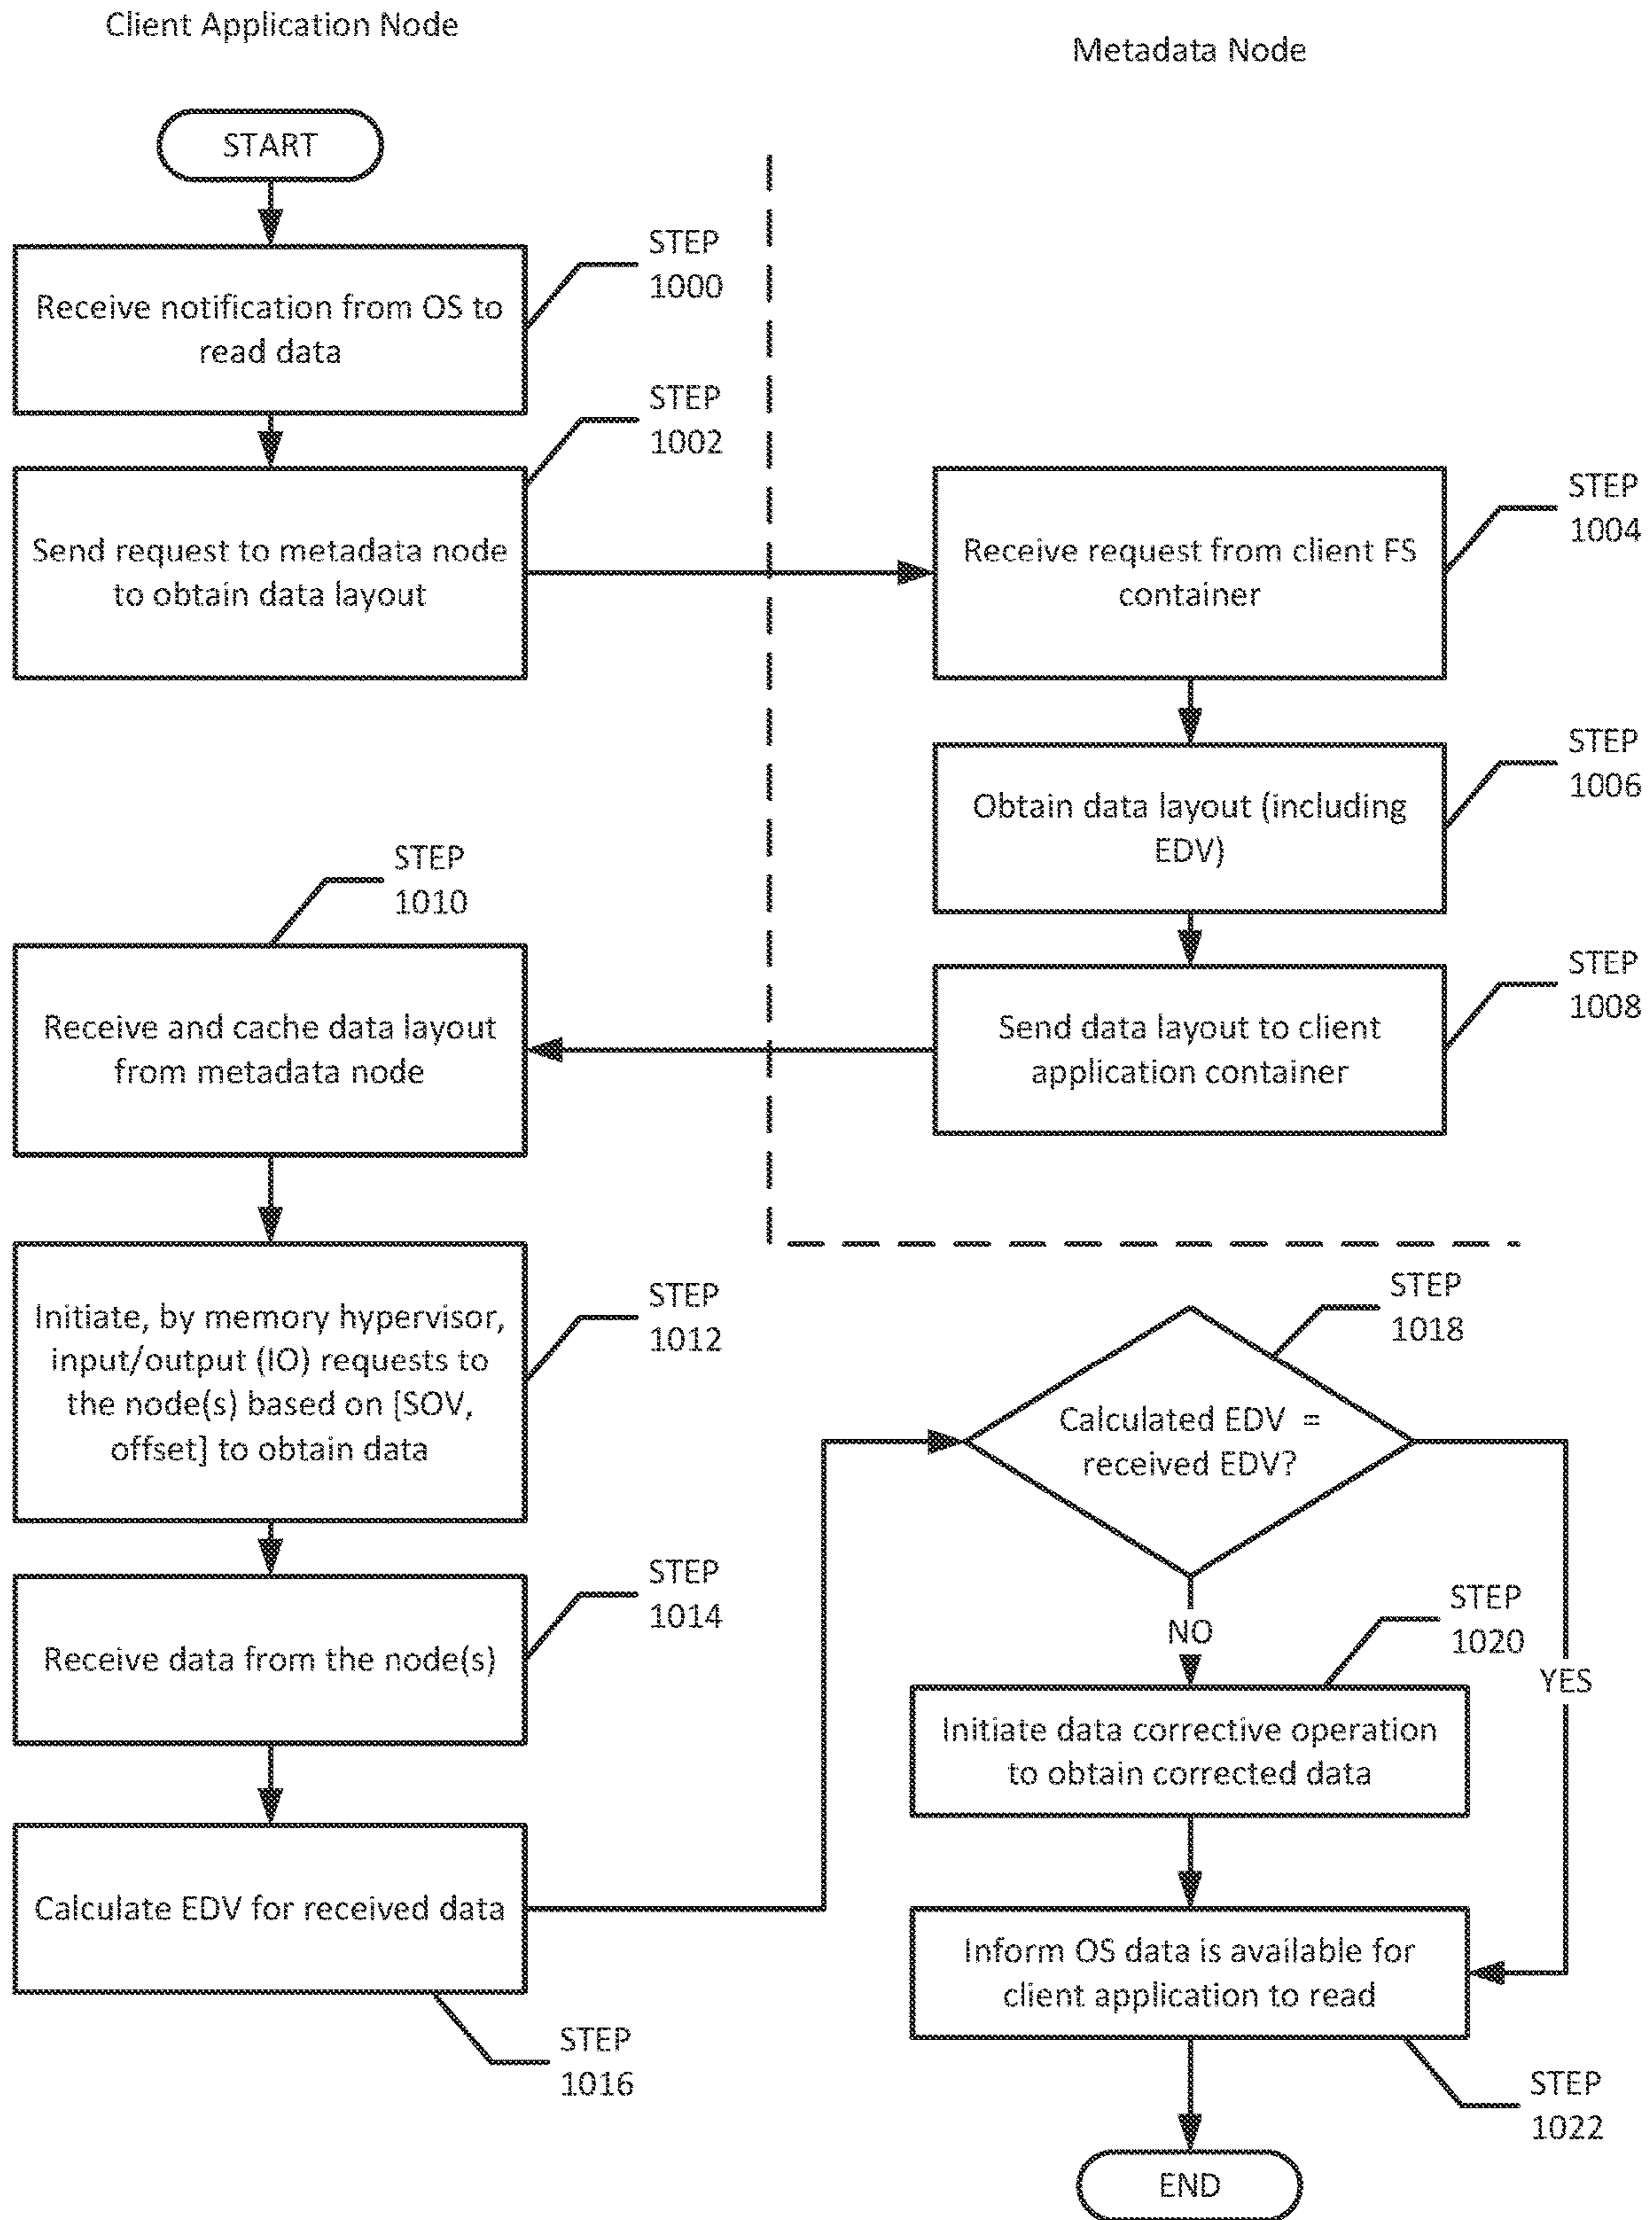 Client Application Node
Metadata Node
START
STEP
1000
Receive notification from OS to
read data
STEP
1002
Send request to metadata node
to obtain data layout
STEP
1004
Receive request from client FS
container
STEP
1006
Obtain data layout (including
EDV)
STEP
1008
Send data layout to client
application container
STEP
1010
Receive and cache data layout
from metadata node
STEP
1012
Initiate, by memory hypervisor,
input/output (IO) requests to
the node(s) based on [SOV,
offset] to obtain data
STEP
1014
Receive data from the node(s)
Calculate EDV for received data
STEP
1016
STEP
1018
Calculated EDV =
received EDV?
NO
YES
STEP
1020
Initiate data corrective operation
to obtain corrected data
Inform OS data is available for
client application to read
STEP
1022
END